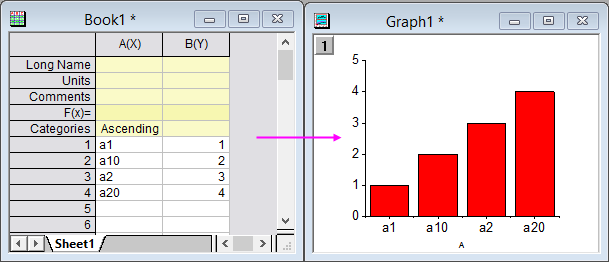 Book1 *
A(X) B(Y)
Long Name
Units
Comments
F(x)=
Categories Ascending
1 a1 1
2 a10 2
3 a2 3
4 a20 4
5
6
Sheet1
Graph1 *
1
5
4
3
2
1
0
a1 a10 a2 a20
A